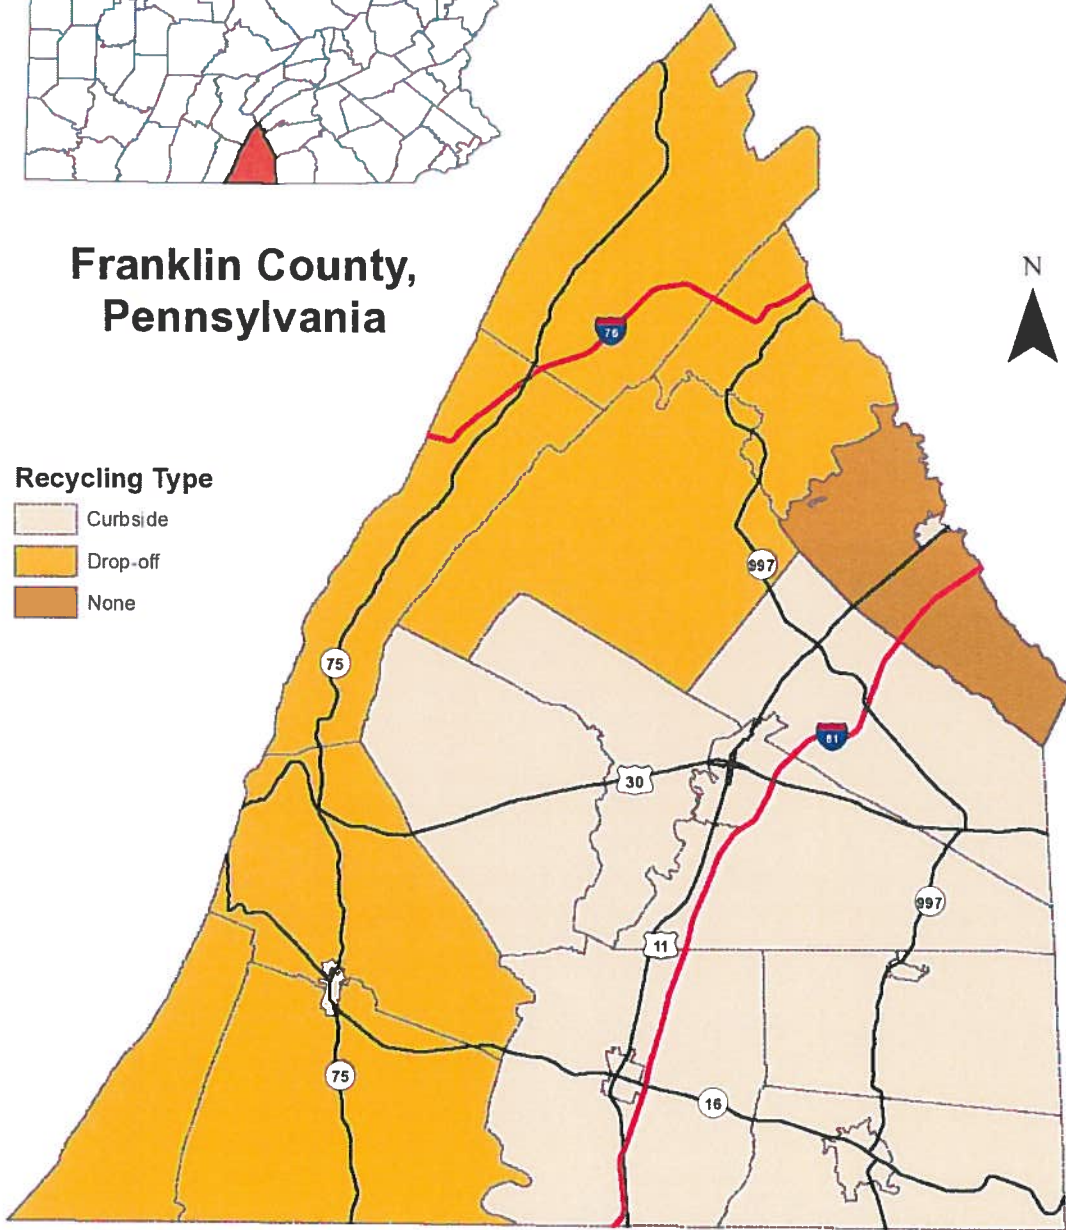 Franklin County,
Pennsylvania
N
76
Recycling Type
Curbside
Drop-off
None
997
75
81
30
997
11
75
16